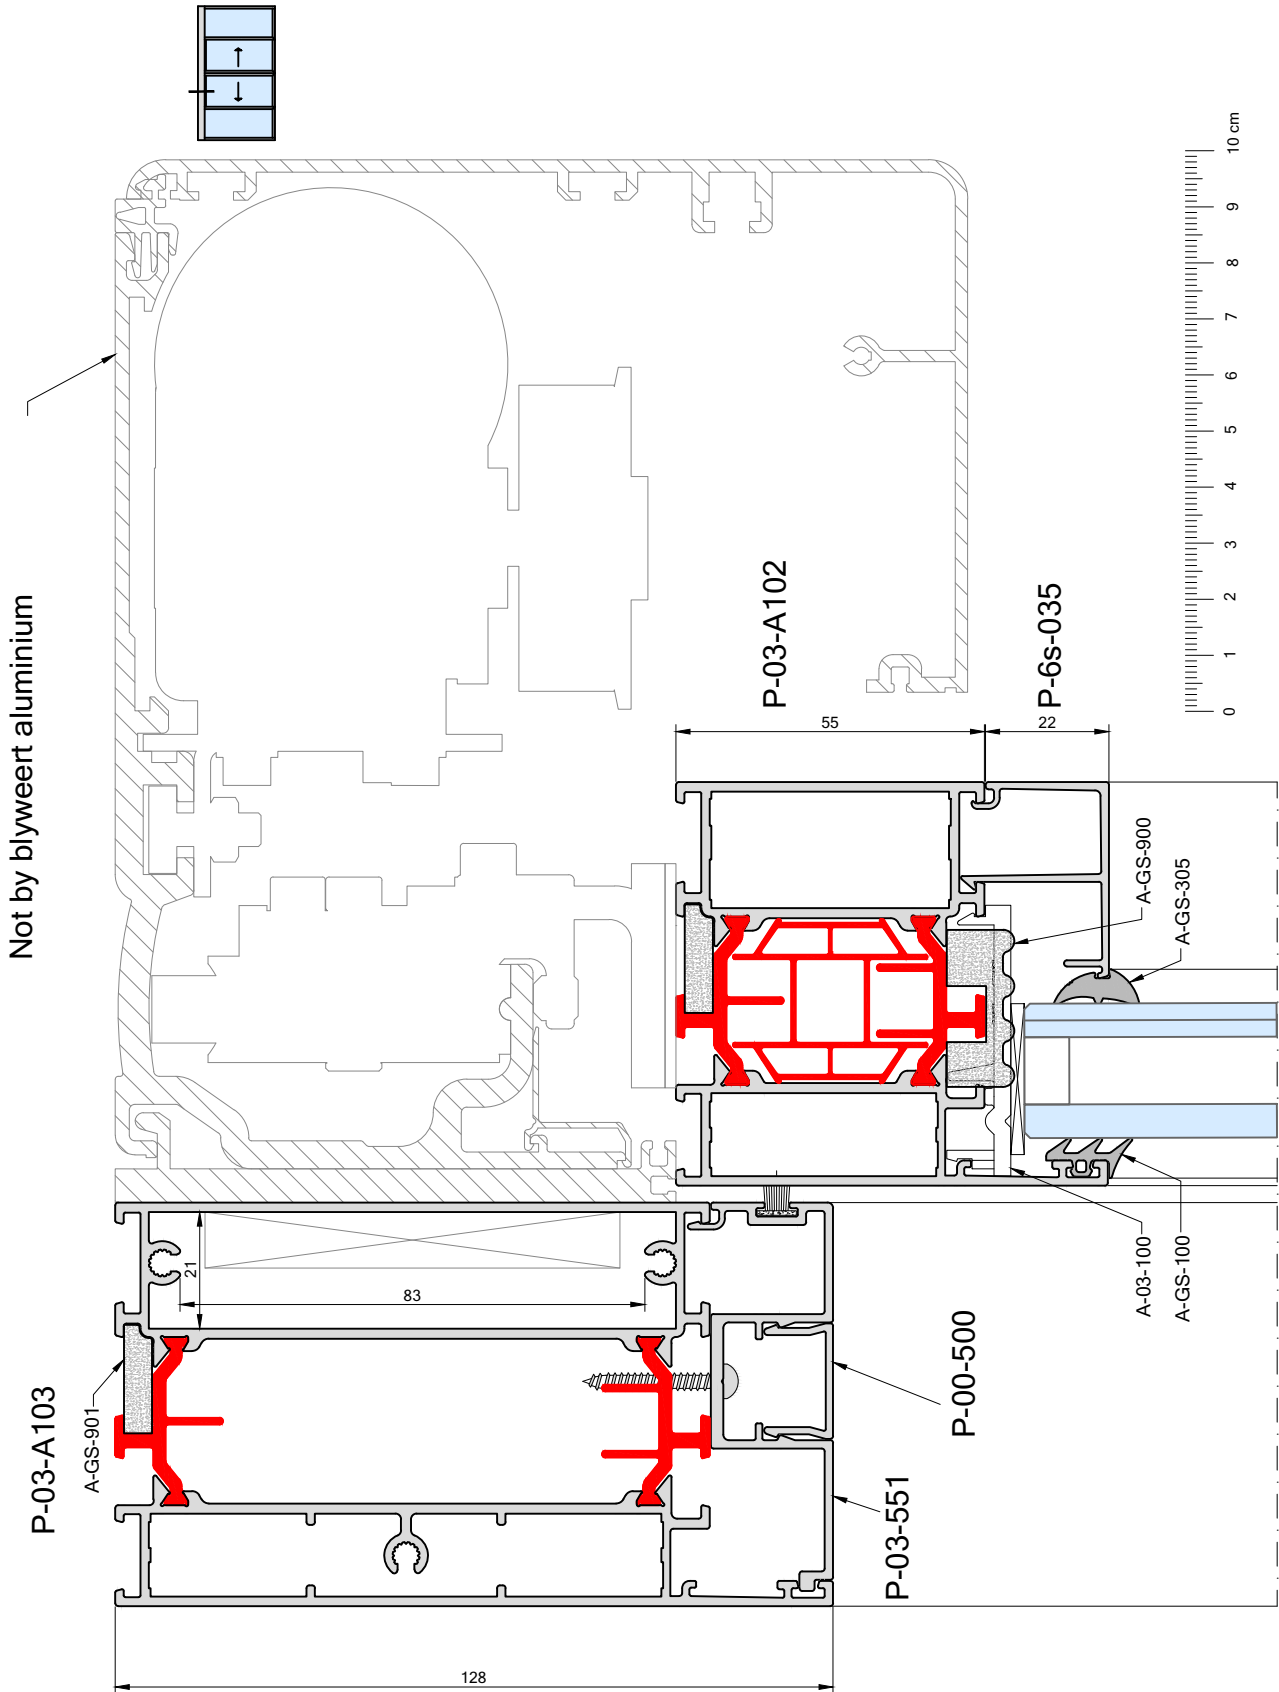 Not by blyweert aluminium
10 cm
9
8
7
6
5
4
3
2
1
0
P-03-A102
P-6s-035
55
22
A-GS-900
A-GS-305
A-03-100
A-GS-100
21
83
P-03-A103
A-GS-901
P-00-500
P-03-551
128